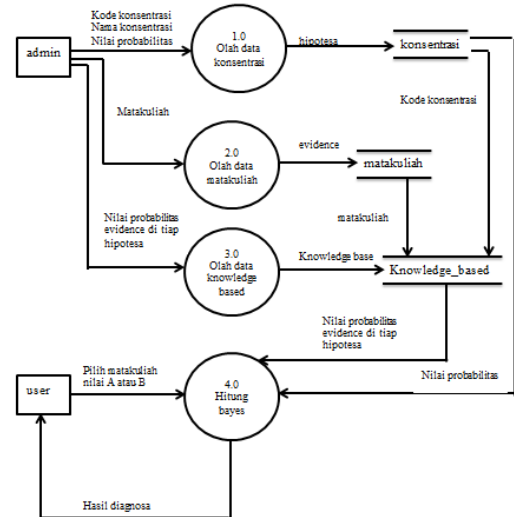 Kode konsentrasi
Nama konsentrasi
Nilai probabilitas
admin
1.0
Olah data
konsentrasi
hipotesa
konsentrasi
Kode konsentrasi
Matakuliah
2.0
Olah data
matakuliah
evidence
matakuliah
matakuliah
Nilai probabilitas
evidence di tiap
hipotesa
3.0
Olah data
knowledge
based
Knowledge base
Knowledge_based
Nilai probabilitas
evidence di tiap
hipotesa
Nilai probabilitas
user
Pilih matakuliah
nilai A atau B
4.0
Hitung
bayes
Hasil diagnosa